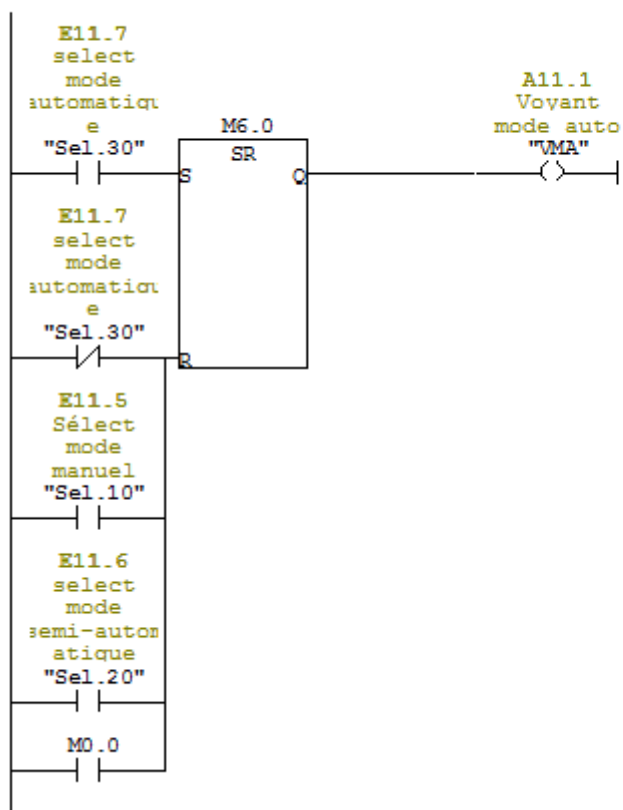 E11.7
select
mode
automatiqu
e
"Sel.30"
M6.0
SR
S
Q
A11.1
Voyant
mode auto
"VMA"
E11.7
select
mode
automatiqu
e
"Sel.30"
R
E11.5
Sélect
mode
manuel
"Sel.10"
E11.6
select
mode
semi-autom
atique
"Sel.20"
M0.0